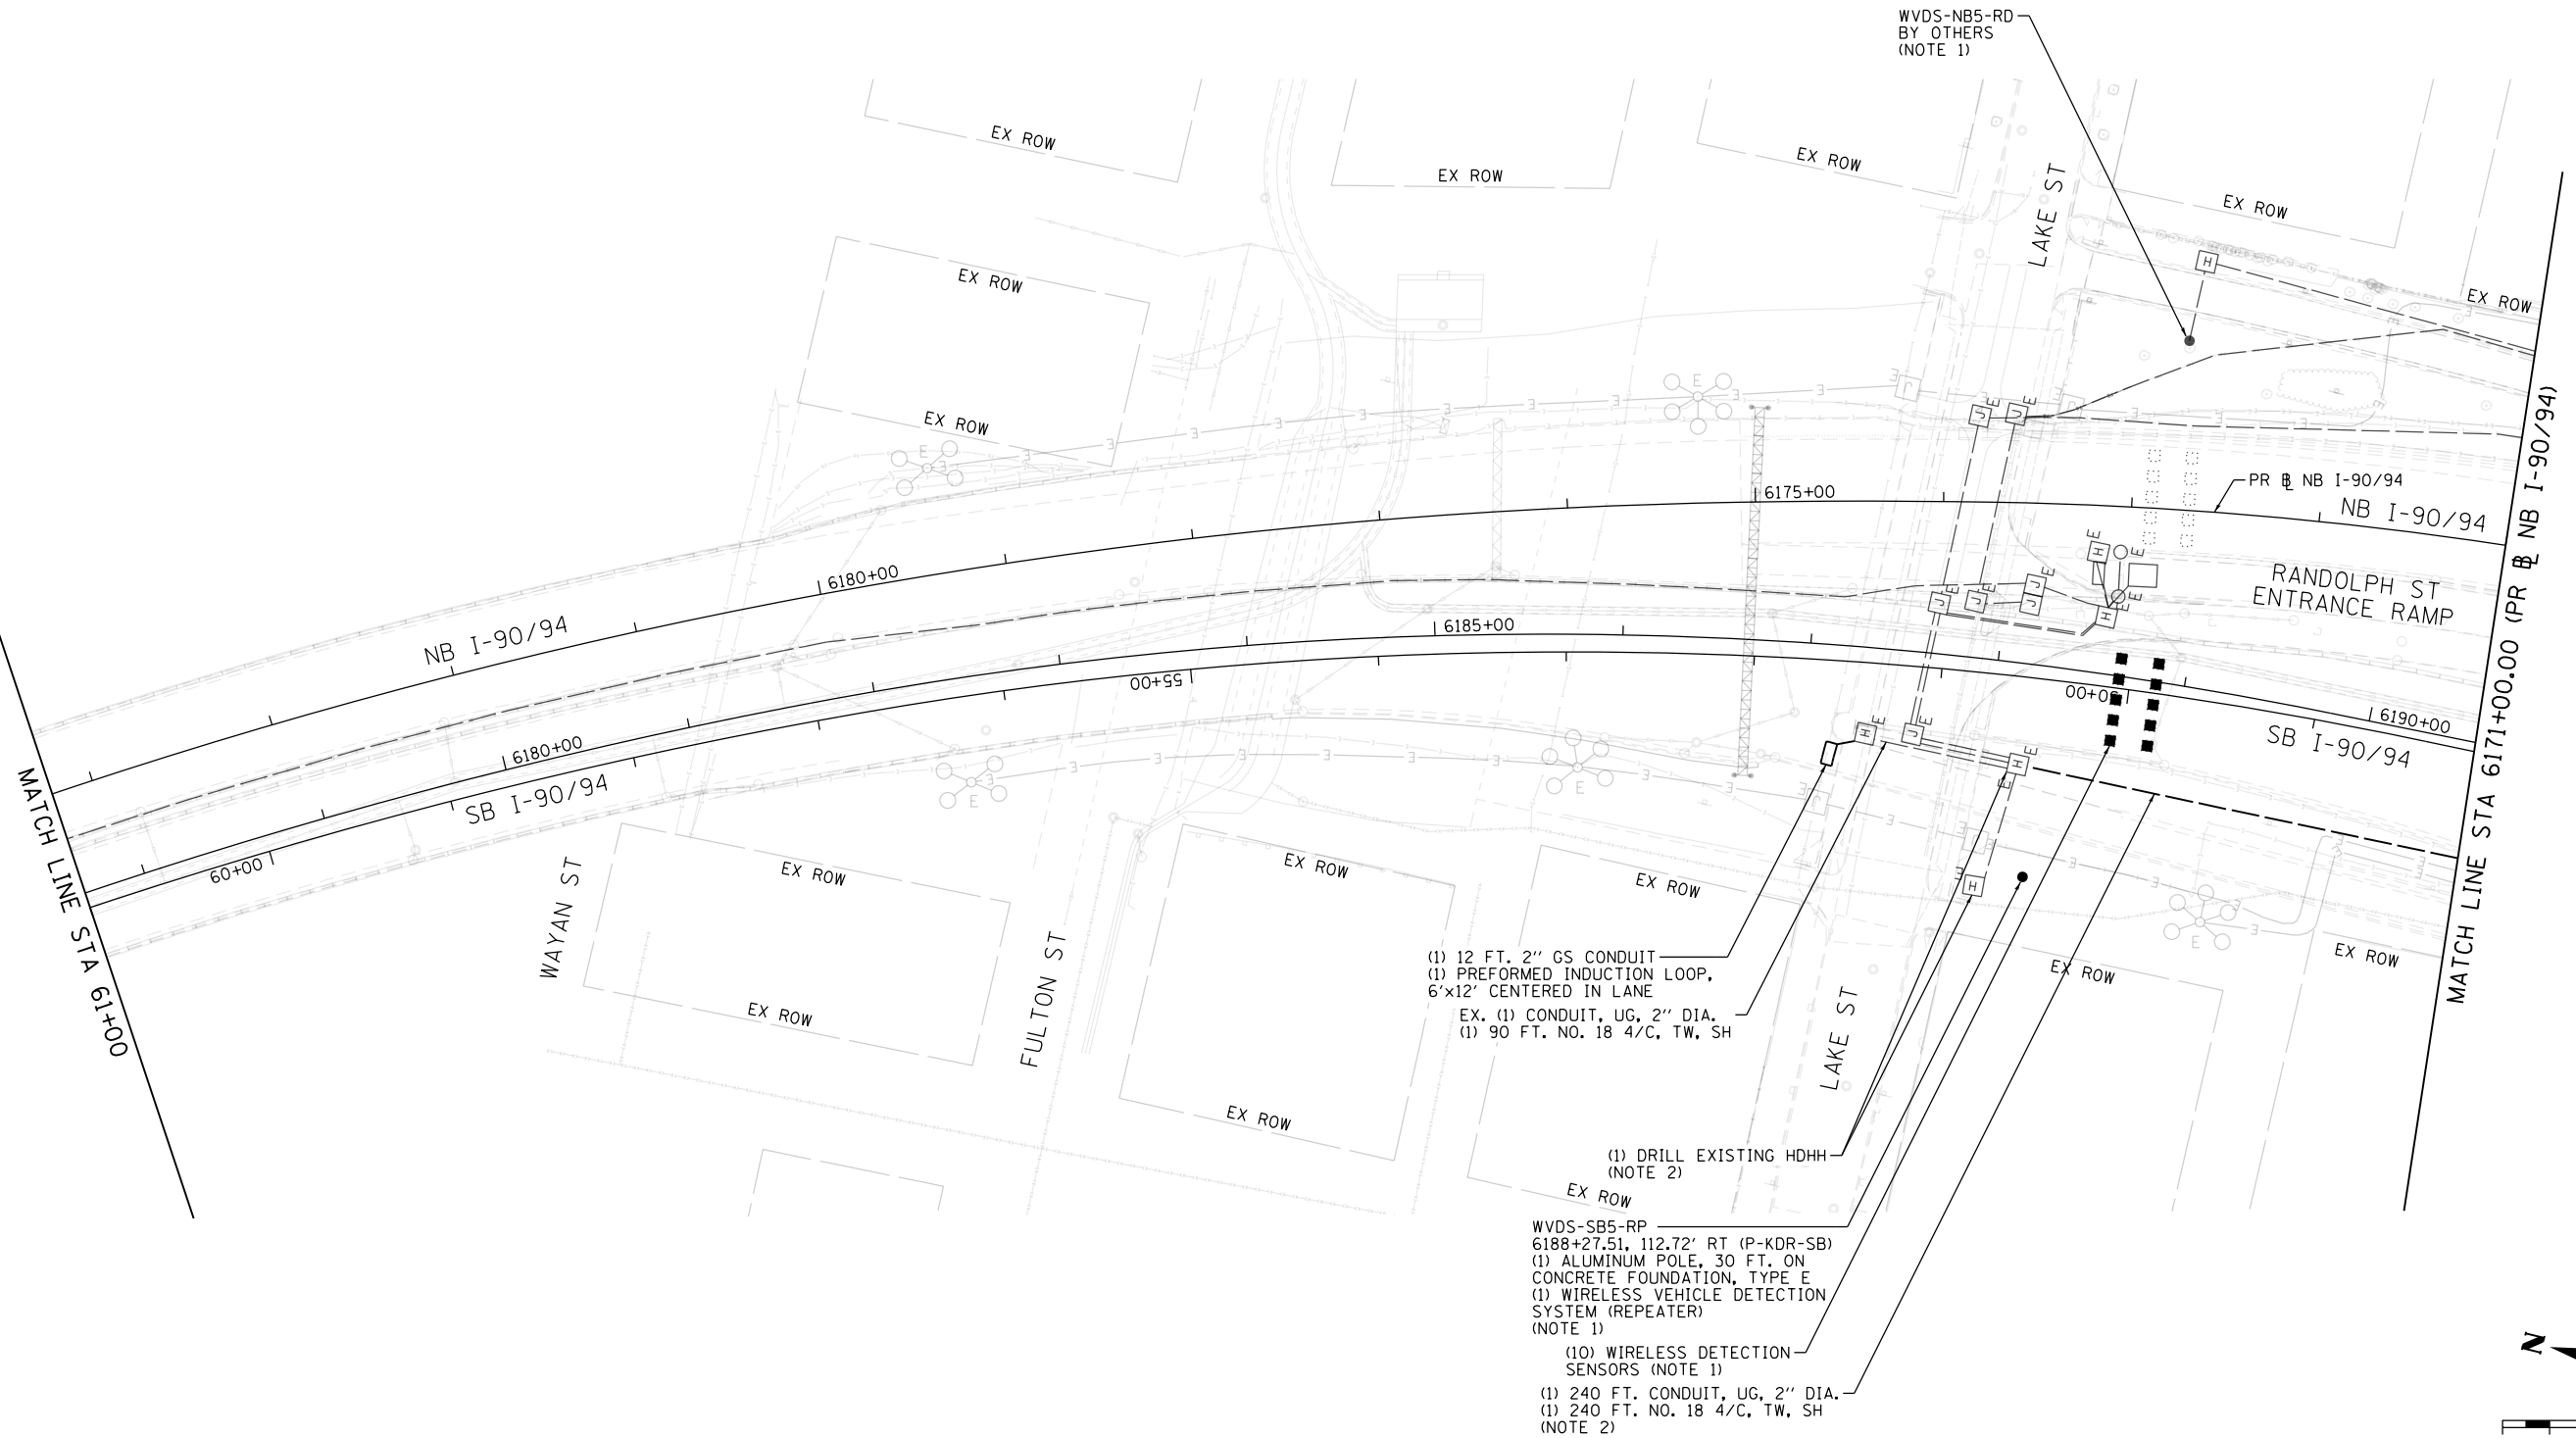 WVDS-NB5-RD
BY OTHERS
(NOTE 1)
EX ROW
EX ROW
EX ROW
EX ROW
EX ROW
EX ROW
EX ROW
LAKE ST
H
E
J
E
J
E
J
6175+00
PR BL NB I-90/94
NB I-90/94
6180+00
NB I-90/94
RANDOLPH ST
ENTRANCE RAMP
H
E
E
J
E
J
E
J
E
J
H
E
E
6185+00
55+00
50+00
6190+00
SB I-90/94
6180+00
SB I-90/94
60+00
H
E
J
E
H
E
E
H
E
MATCH LINE STA 61+00
MATCH LINE STA 6171+00.00 (PR BL NB I-90/94)
WAYAN ST
FULTON ST
LAKE ST
EX ROW
EX ROW
EX ROW
EX ROW
EX ROW
EX ROW
EX ROW
EX ROW
(1) 12 FT. 2'' GS CONDUIT
(1) PREFORMED INDUCTION LOOP,
6'x12' CENTERED IN LANE
EX. (1) CONDUIT, UG, 2'' DIA.
(1) 90 FT. NO. 18 4/C, TW, SH
(1) DRILL EXISTING HDHH
(NOTE 2)
WVDS-SB5-RP
6188+27.51, 112.72' RT (P-KDR-SB)
(1) ALUMINUM POLE, 30 FT. ON
CONCRETE FOUNDATION, TYPE E
(1) WIRELESS VEHICLE DETECTION
SYSTEM (REPEATER)
(NOTE 1)
(10) WIRELESS DETECTION
SENSORS (NOTE 1)
(1) 240 FT. CONDUIT, UG, 2'' DIA.
(1) 240 FT. NO. 18 4/C, TW, SH
(NOTE 2)
N